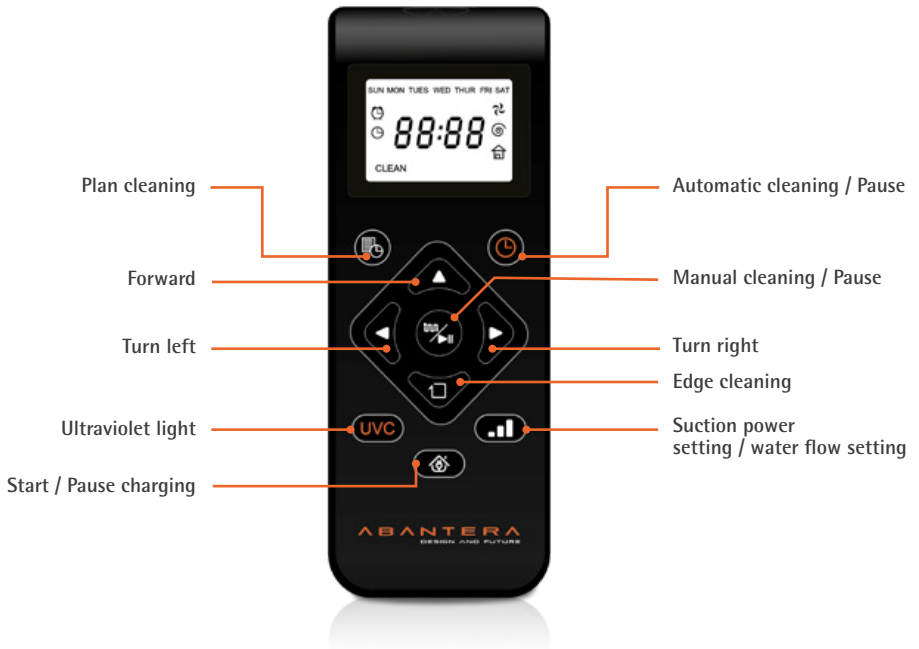 SUN MON TUES WED THUR FRI SAT
88:88
CLEAN
Plan cleaning
Automatic cleaning / Pause
Forward
Manual cleaning / Pause
Turn left
Turn right
Edge cleaning
Ultraviolet light
UVC
Suction power
setting / water flow setting
Start / Pause charging
ABANTERA
DESIGN AND FUTURE